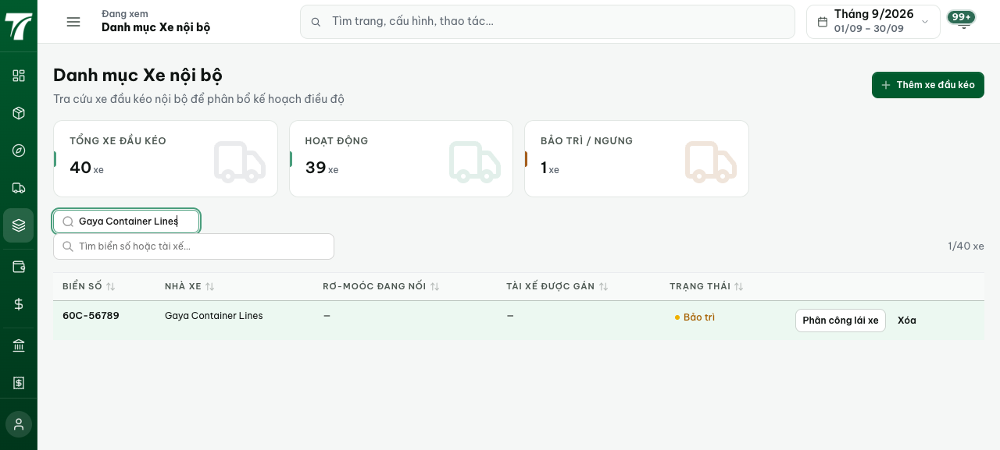 Đang xem
Danh mục Xe nội bộ
Tìm trang, cấu hình, thao tác...
Tháng 9/2026
01/09 – 30/09
99+
Danh mục Xe nội bộ
Tra cứu xe đầu kéo nội bộ để phân bổ kế hoạch điều độ
Thêm xe đầu kéo
TỔNG XE ĐẦU KÉO
40 xe
HOẠT ĐỘNG
39 xe
BẢO TRÌ / NGƯNG
1 xe
Gaya Container Lines
Tìm biển số hoặc tài xế...
1/40 xe
BIỂN SỐ NHÀ XE RƠ-MOÓC ĐANG NỐI TÀI XẾ ĐƯỢC GÁN TRẠNG THÁI
60C-56789 Gaya Container Lines — — Bảo trì Phân công lái xe Xóa